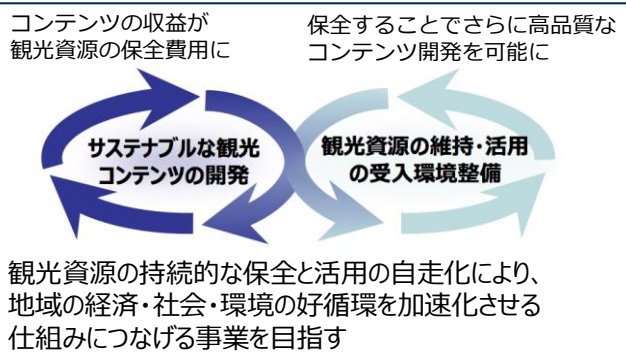 コンテンツの収益が
観光資源の保全費用に
保全することでさらに高品質な
コンテンツ開発を可能に
サステナブルな観光
コンテンツの開発
観光資源の維持・活用
の受入環境整備
観光資源の持続的な保全と活用の自走化により、
地域の経済・社会・環境の好循環を加速化させる
仕組みにつなげる事業を目指す